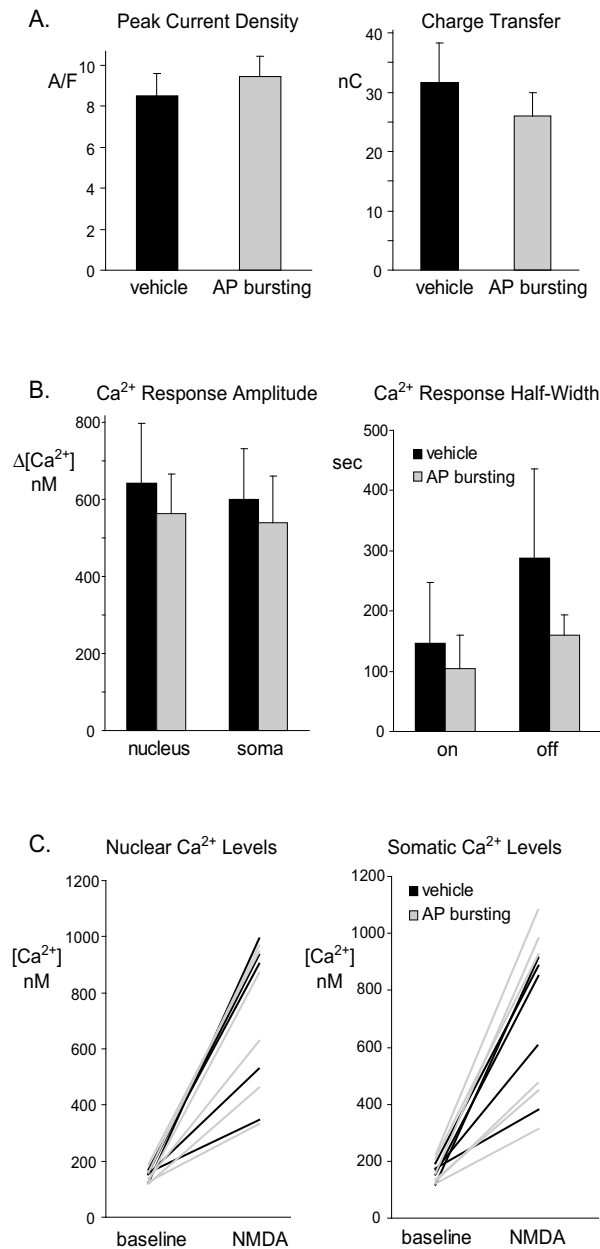 A.
Peak Current Density
A/F
10
8
6
4
2
0
vehicle
AP bursting
Charge Transfer
nC
40
30
20
10
0
vehicle
AP bursting
B.
Ca²⁺ Response Amplitude
Δ[Ca²⁺]
nM
800
600
400
200
0
nucleus
soma
Ca²⁺ Response Half-Width
sec
500
400
300
200
100
0
vehicle
AP bursting
on
off
C.
Nuclear Ca²⁺ Levels
[Ca²⁺]
nM
1200
1000
800
600
400
200
0
baseline
NMDA
Somatic Ca²⁺ Levels
[Ca²⁺]
nM
1200
1000
800
600
400
200
0
vehicle
AP bursting
baseline
NMDA